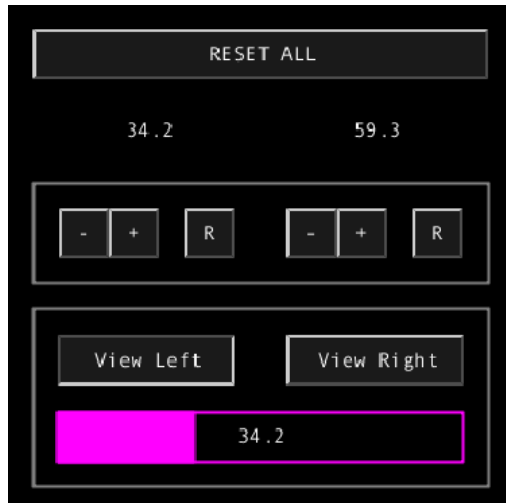 RESET ALL
34.2 59.3
- + R - + R
View Left View Right
34.2